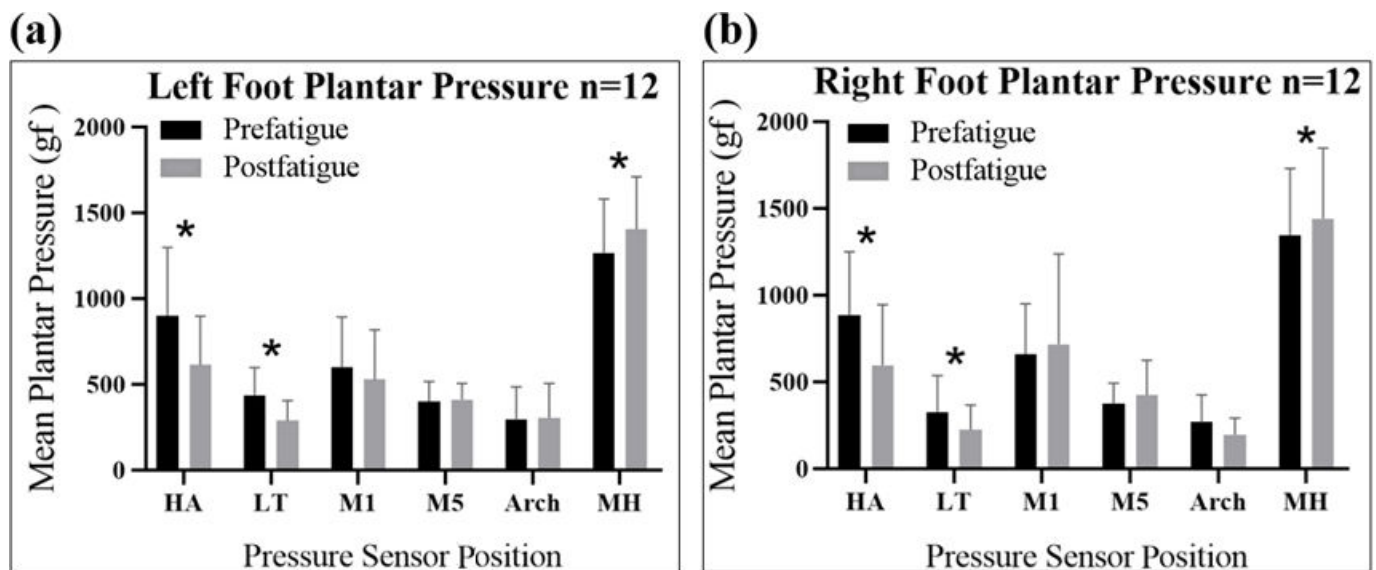 (a)
Left Foot Plantar Pressure n=12
Mean Plantar Pressure (gf)
2000
1500
1000
500
0
Prefatigue
Postfatigue
*
*
*
HA LT M1 M5 Arch MH
Pressure Sensor Position
(b)
Right Foot Plantar Pressure n=12
Mean Plantar Pressure (gf)
2000
1500
1000
500
0
Prefatigue
Postfatigue
*
*
*
HA LT M1 M5 Arch MH
Pressure Sensor Position